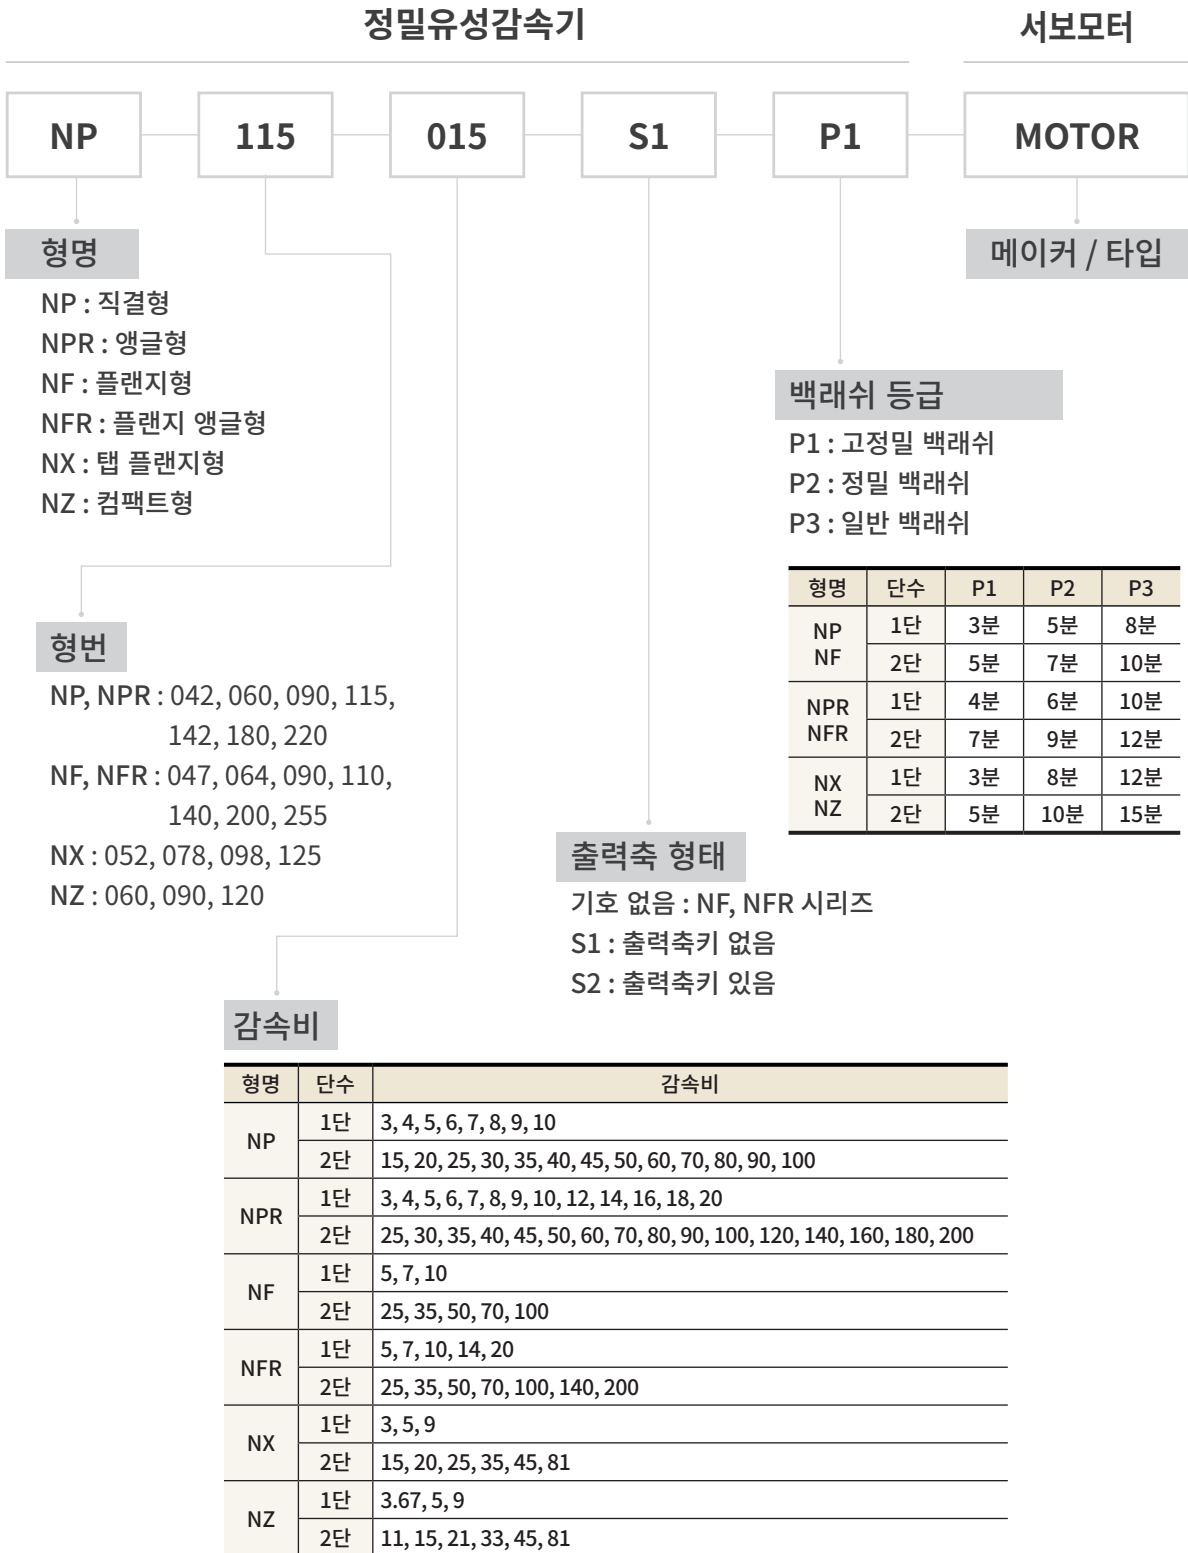 정밀유성감속기 서보모터
NP 115 015 S1 P1 MOTOR
형명
NP : 직결형
NPR : 앵글형
NF : 플랜지형
NFR : 플랜지 앵글형
NX : 탭 플랜지형
NZ : 컴팩트형
메이커 / 타입
백래쉬 등급
P1 : 고정밀 백래쉬
P2 : 정밀 백래쉬
P3 : 일반 백래쉬
형명 단수 P1 P2 P3
NP NF 1단 3분 5분 8분
2단 5분 7분 10분
NPR NFR 1단 4분 6분 10분
2단 7분 9분 12분
NX NZ 1단 3분 8분 12분
2단 5분 10분 15분
형번
NP, NPR : 042, 060, 090, 115,
142, 180, 220
NF, NFR : 047, 064, 090, 110,
140, 200, 255
NX : 052, 078, 098, 125
NZ : 060, 090, 120
출력축 형태
기호 없음 : NF, NFR 시리즈
S1 : 출력축키 없음
S2 : 출력축키 있음
감속비
형명 단수 감속비
NP 1단 3, 4, 5, 6, 7, 8, 9, 10
2단 15, 20, 25, 30, 35, 40, 45, 50, 60, 70, 80, 90, 100
NPR 1단 3, 4, 5, 6, 7, 8, 9, 10, 12, 14, 16, 18, 20
2단 25, 30, 35, 40, 45, 50, 60, 70, 80, 90, 100, 120, 140, 160, 180, 200
NF 1단 5, 7, 10
2단 25, 35, 50, 70, 100
NFR 1단 5, 7, 10, 14, 20
2단 25, 35, 50, 70, 100, 140, 200
NX 1단 3, 5, 9
2단 15, 20, 25, 35, 45, 81
NZ 1단 3.67, 5, 9
2단 11, 15, 21, 33, 45, 81